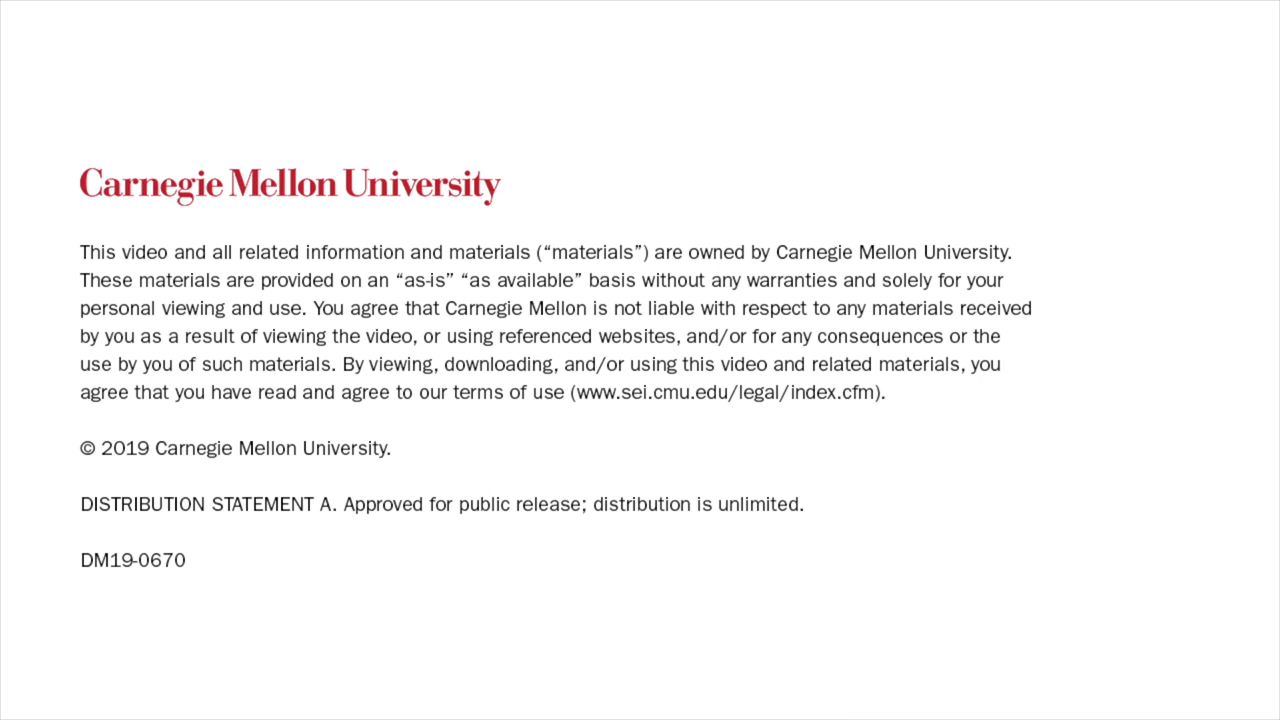 Carnegie Mellon University
This video and all related information and materials (“materials”) are owned by Carnegie Mellon University.
These materials are provided on an “as-is” “as available” basis without any warranties and solely for your
personal viewing and use. You agree that Carnegie Mellon is not liable with respect to any materials received
by you as a result of viewing the video, or using referenced websites, and/or for any consequences or the
use by you of such materials. By viewing, downloading, and/or using this video and related materials, you
agree that you have read and agree to our terms of use (www.sei.cmu.edu/legal/index.cfm).
© 2019 Carnegie Mellon University.
DISTRIBUTION STATEMENT A. Approved for public release; distribution is unlimited.
DM19-0670